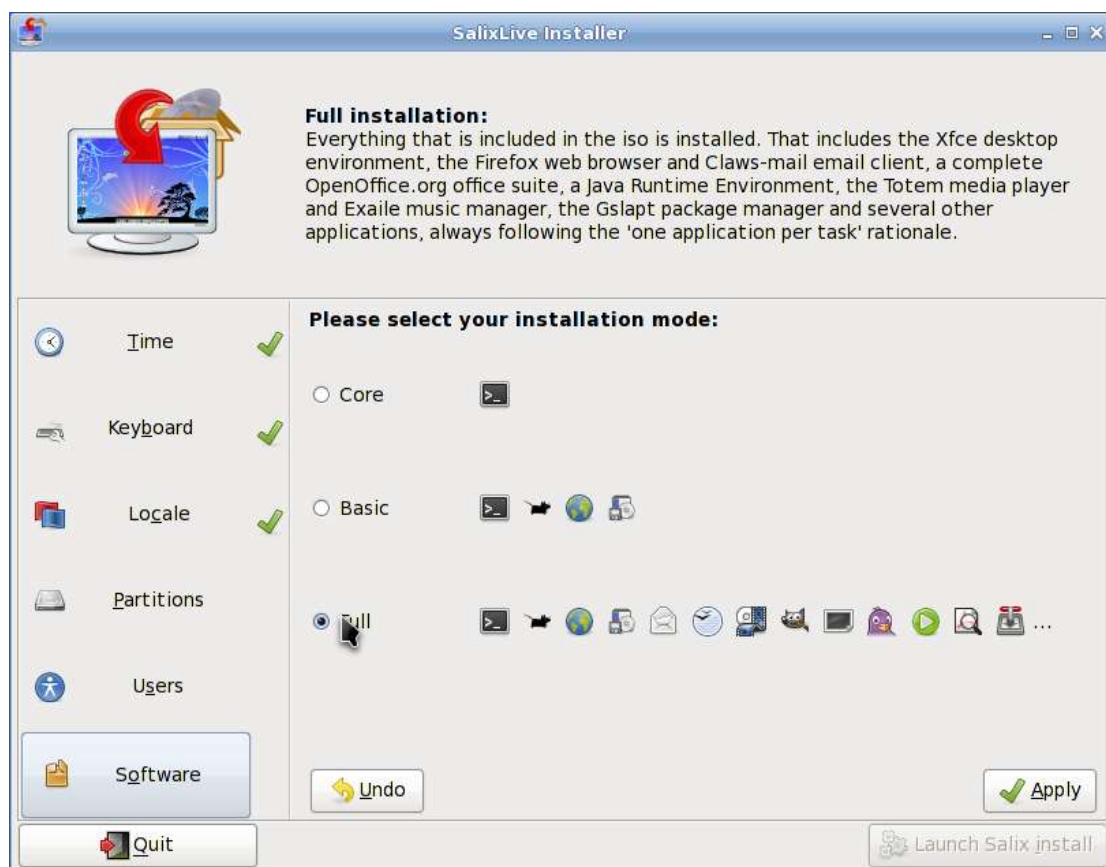 SalixLive Installer
Full installation:
Everything that is included in the iso is installed. That includes the Xfce desktop
environment, the Firefox web browser and Claws-mail email client, a complete
OpenOffice.org office suite, a Java Runtime Environment, the Totem media player
and Exaile music manager, the Gslapt package manager and several other
applications, always following the 'one application per task' rationale.
Time
Keyboard
Locale
Partitions
Users
Software
Please select your installation mode:
Core
Basic
Full
...
Undo
Apply
Quit
Launch Salix install